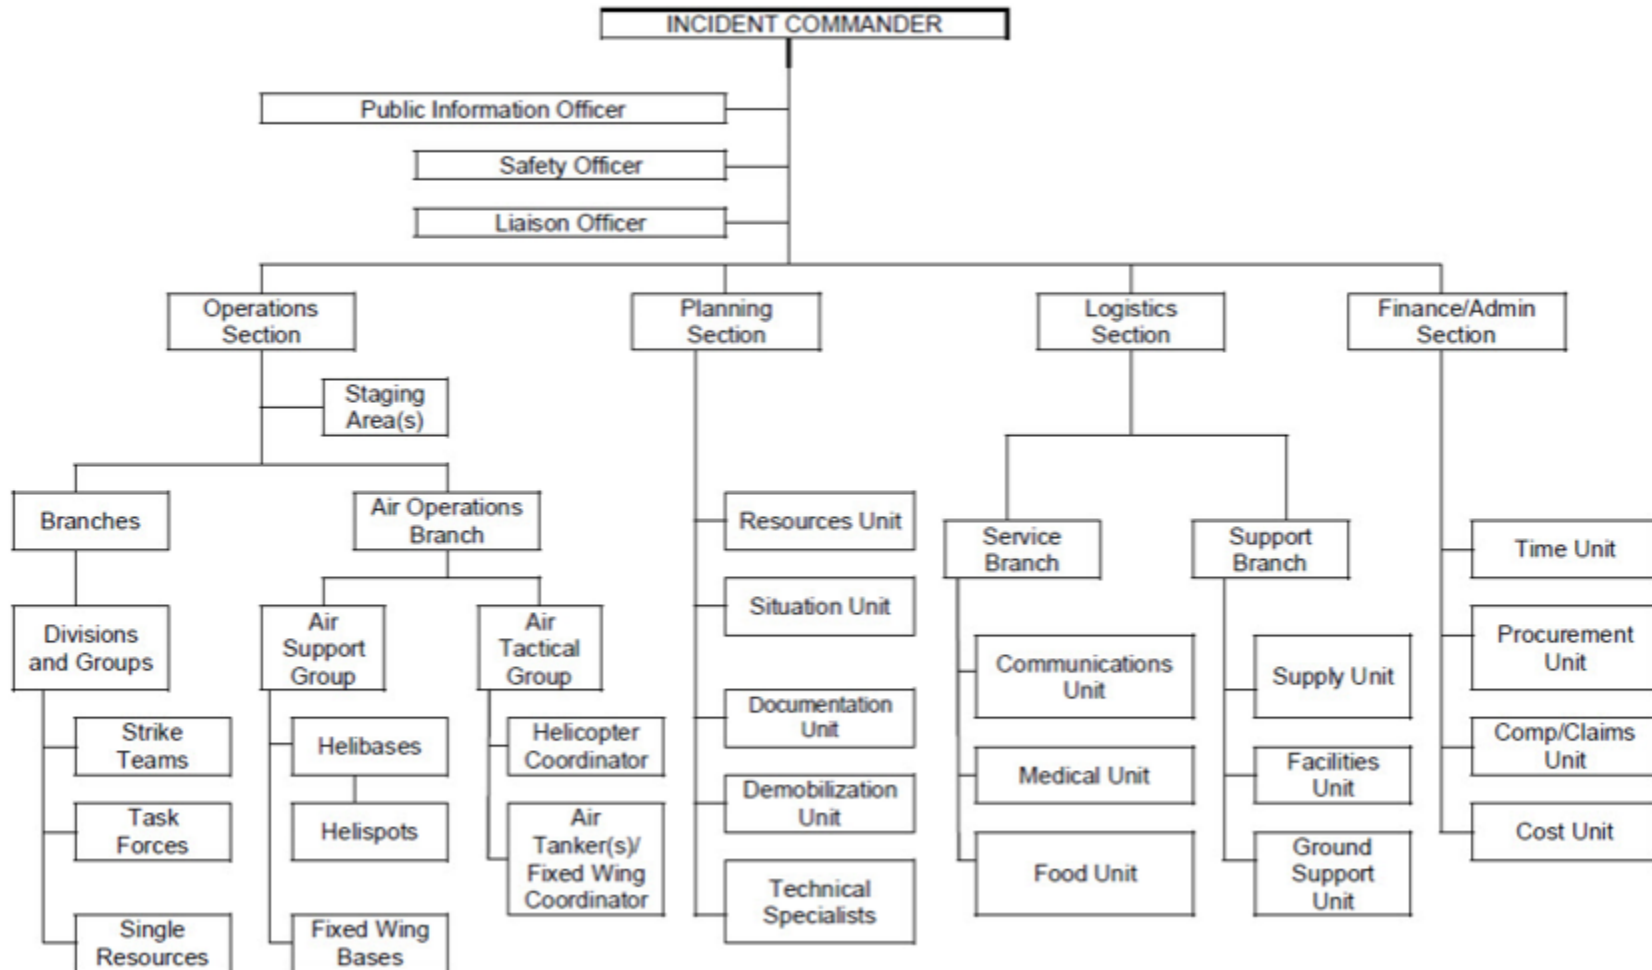 INCIDENT COMMANDER
Public Information Officer
Safety Officer
Liaison Officer
Operations
Section
Planning
Section
Logistics
Section
Finance/Admin
Section
Staging
Area(s)
Branches
Air Operations
Branch
Divisions
and Groups
Air
Support
Group
Air
Tactical
Group
Strike
Teams
Task
Forces
Single
Resources
Helibases
Helispots
Fixed Wing
Bases
Helicopter
Coordinator
Air
Tanker(s)/
Fixed Wing
Coordinator
Resources Unit
Situation Unit
Documentation
Unit
Demobilization
Unit
Technical
Specialists
Service
Branch
Support
Branch
Communications
Unit
Medical Unit
Food Unit
Supply Unit
Facilities
Unit
Ground
Support
Unit
Time Unit
Procurement
Unit
Comp/Claims
Unit
Cost Unit